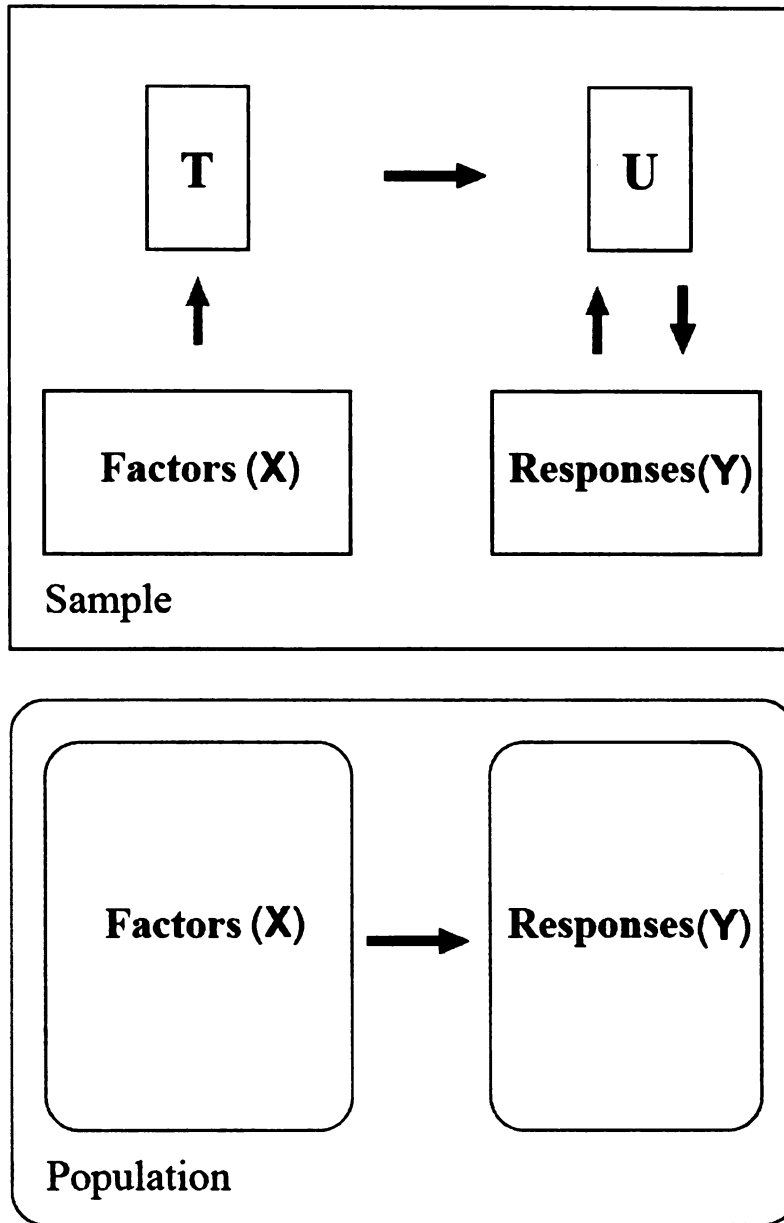 T
U
Factors (X)
Responses(Y)
Sample
Factors (X)
Responses(Y)
Population